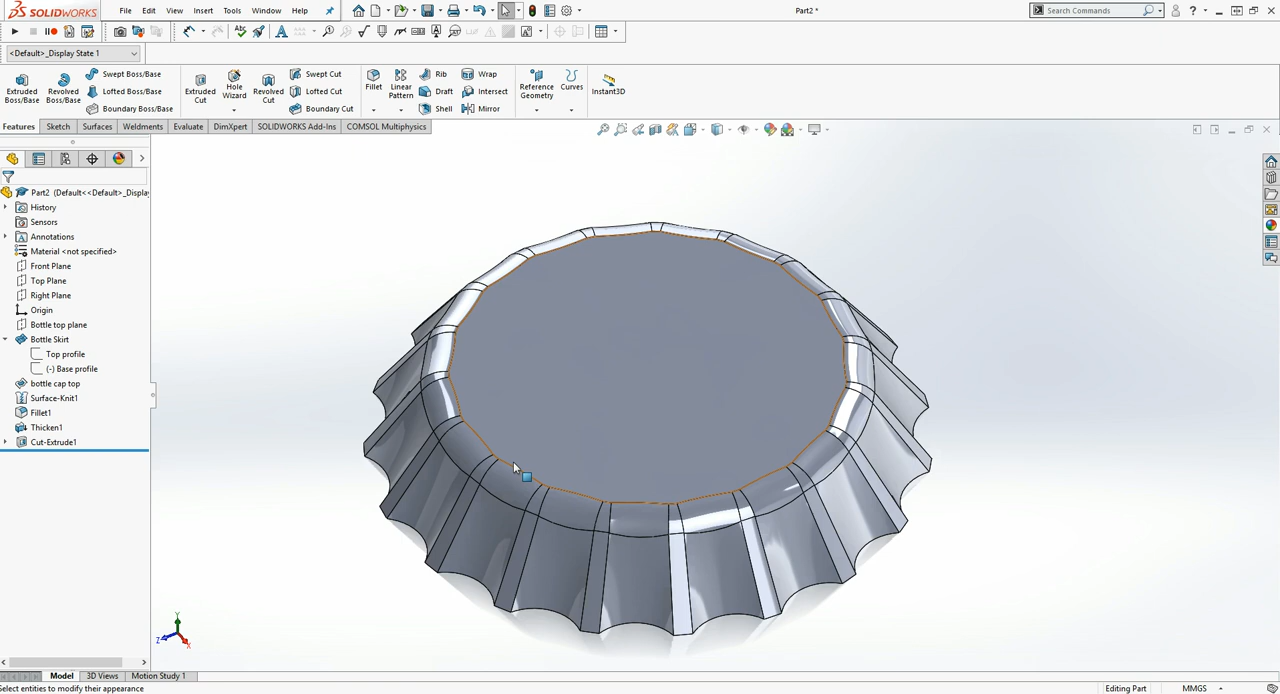 SOLIDWORKS File Edit View Insert Tools Window Help Part2 * Search Commands
<Default>_Display State 1
Extruded Boss/Base
Revolved Boss/Base
Swept Boss/Base
Lofted Boss/Base
Boundary Boss/Base
Extruded Cut
Hole Wizard
Revolved Cut
Swept Cut
Lofted Cut
Boundary Cut
Fillet
Linear Pattern
Rib
Draft
Shell
Wrap
Intersect
Mirror
Reference Geometry
Curves
Instant3D
Features Sketch Surfaces Weldments Evaluate DimXpert SOLIDWORKS Add-Ins COMSOL Multiphysics
Part2 (Default<<Default>_Display
History
Sensors
Annotations
Material <not specified>
Front Plane
Top Plane
Right Plane
Origin
Bottle top plane
Bottle Skirt
Top profile
(-) Base profile
bottle cap top
Surface-Knit1
Fillet1
Thicken1
Cut-Extrude1
Y
Z
X
Model 3D Views Motion Study 1
Select entities to modify their appearance Editing Part MMGS